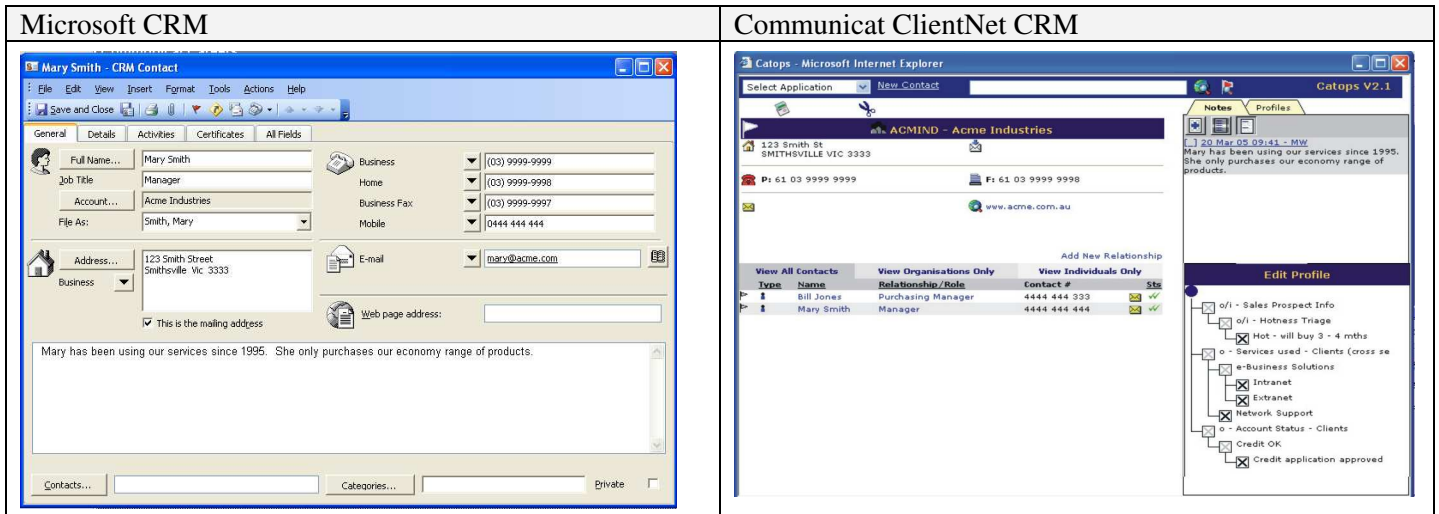 Microsoft CRM
Communicat ClientNet CRM
Mary Smith - CRM Contact
File Edit View Insert Format Tools Actions Help
Save and Close
General Details Activities Certificates All Fields
Full Name... Mary Smith
Job Title Manager
Account... Acme Industries
File As: Smith, Mary
Business (03) 9999-9999
Home (03) 9999-9998
Business Fax (03) 9999-9997
Mobile 0444 444 444
Address... 123 Smith Street
Smithsville Vic 3333
Business
This is the mailing address
E-mail mary@acme.com
Web page address:
Mary has been using our services since 1995. She only purchases our economy range of products.
Contacts... Categories... Private
Catops - Microsoft Internet Explorer
Select Application New Contact Catops V2.1
ACMIND - Acme Industries
123 Smith St
SMITHSVILLE VIC 3333
P: 61 03 9999 9999 F: 61 03 9999 9998
www.acme.com.au
Add New Relationship
View All Contacts View Organisations Only View Individuals Only
Type Name Relationship/Role Contact # Sts
Bill Jones Purchasing Manager 4444 444 333
Mary Smith Manager 4444 444 444
Notes Profiles
[_] 20 Mar 05 09:41 - MW
Mary has been using our services since 1995.
She only purchases our economy range of
products.
Edit Profile
o/i - Sales Prospect Info
o/i - Hotness Triage
Hot - will buy 3 - 4 mths
o - Services used - Clients (cross se
e-Business Solutions
Intranet
Extranet
Network Support
o - Account Status - Clients
Credit OK
Credit application approved